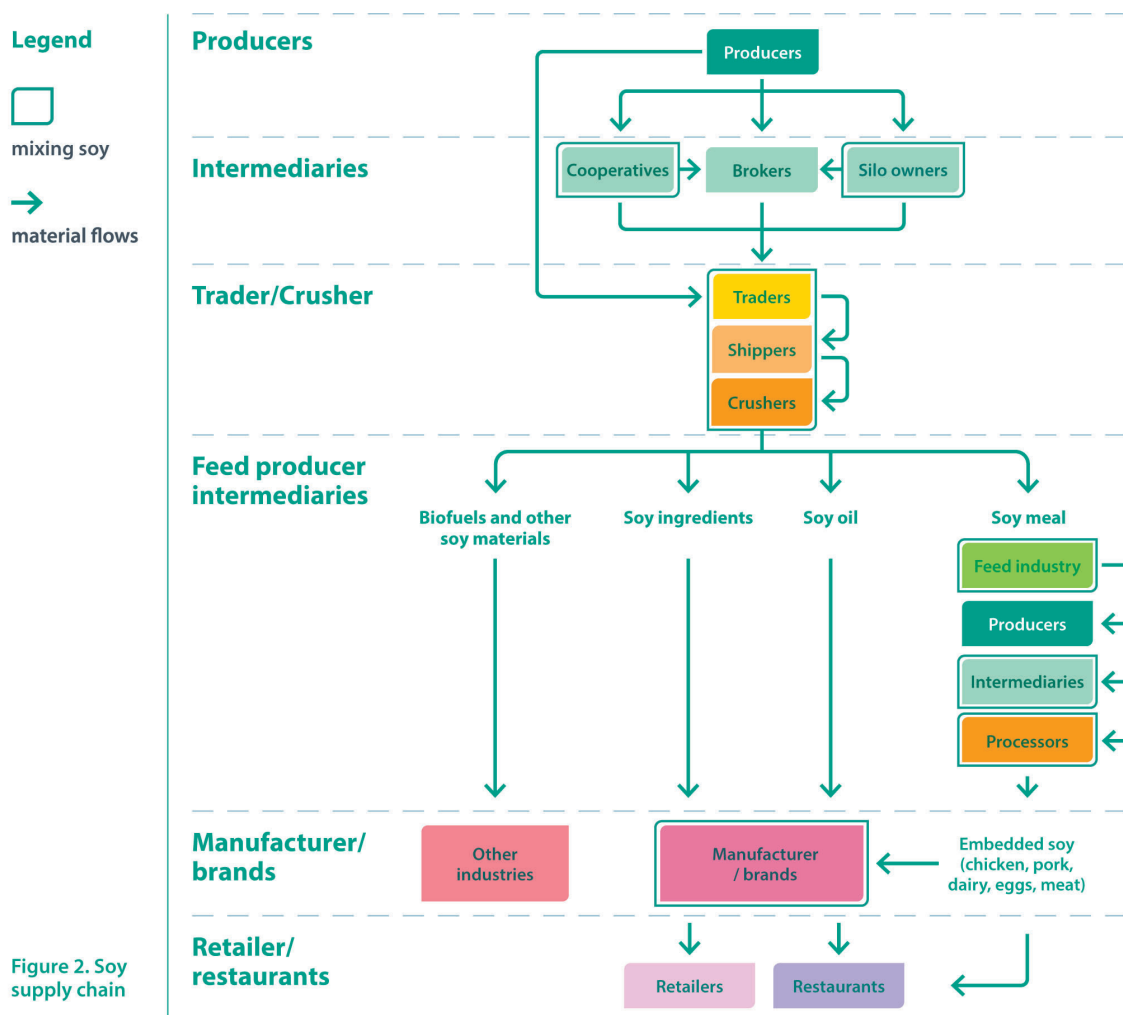 Legend
mixing soy
material flows
Producers
Producers
Intermediaries
Cooperatives
Brokers
Silo owners
Trader/Crusher
Traders
Shippers
Crushers
Feed producer
intermediaries
Biofuels and other
soy materials
Soy ingredients
Soy oil
Soy meal
Feed industry
Producers
Intermediaries
Processors
Manufacturer/
brands
Other
industries
Manufacturer
/ brands
Embedded soy
(chicken, pork,
dairy, eggs, meat)
Retailer/
restaurants
Retailers
Restaurants
Figure 2. Soy
supply chain